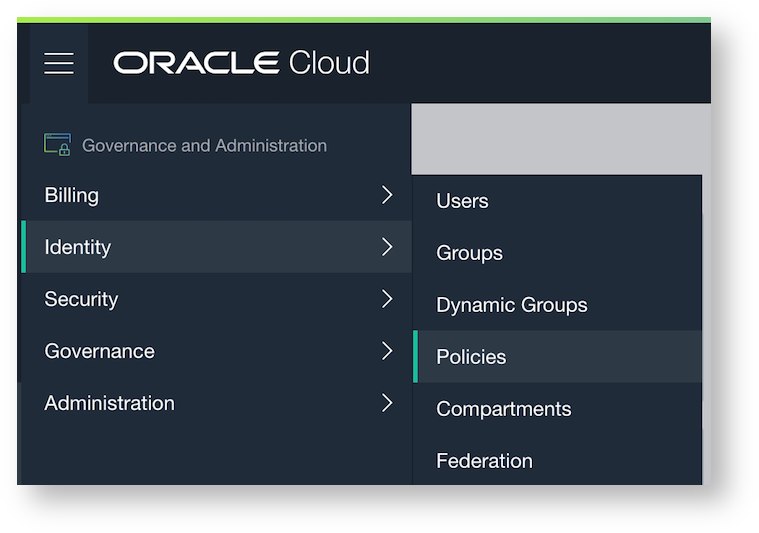 ORACLE Cloud
Governance and Administration
Billing
Identity
Security
Governance
Administration
Users
Groups
Dynamic Groups
Policies
Compartments
Federation